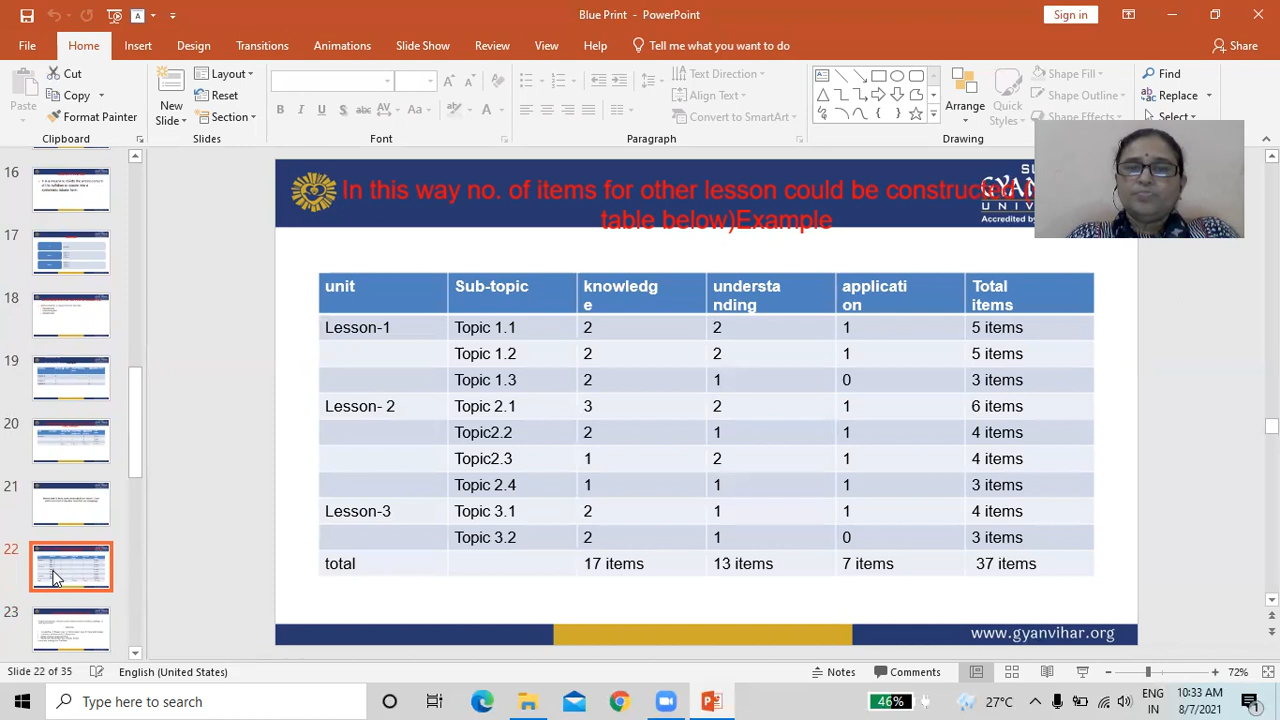 Blue Print - PowerPoint
Sign in
File Home Insert Design Transitions Animations Slide Show Review View Help Tell me what you want to do Share
Cut
Copy
Format Painter
Paste
Clipboard
New Slide
Layout
Reset
Section
Slides
B I U S abc AV Aa A
Font
Text Direction
Align Text
Convert to SmartArt
Paragraph
Arrange
Quick Styles
Shape Fill
Shape Outline
Shape Effects
Drawing
Find
Replace
Select
16
17
18
19
20
21
22
23
In this way no. of items for other lesson could be constructed
table below)Example
GYAN
UNIV
Accredited by
unit Sub-topic knowledg e understa nding applicati on Total items
Lesson-1 Topic 1.1 2 2 1 5 items
Topic 1.2 2 2 1 5 items
Topic 1.3 2 1 0 3 items
Lesson- 2 Topic 2.1 3 2 1 6 items
Topic 2.2 2 1 1 4 items
Topic2.3 1 2 1 4 items
Topic 2.4 1 1 1 3 items
Lesson-3 Topic 3.1 2 1 1 4 items
Topic 3.2 2 1 0 3 items
total 17 items 13 items 7 items 37 items
www.gyanvihar.org
Slide 22 of 35 English (United States) Notes Comments 72%
Type here to search 46% 27°C ENG IN 10:33 AM 8/7/2021